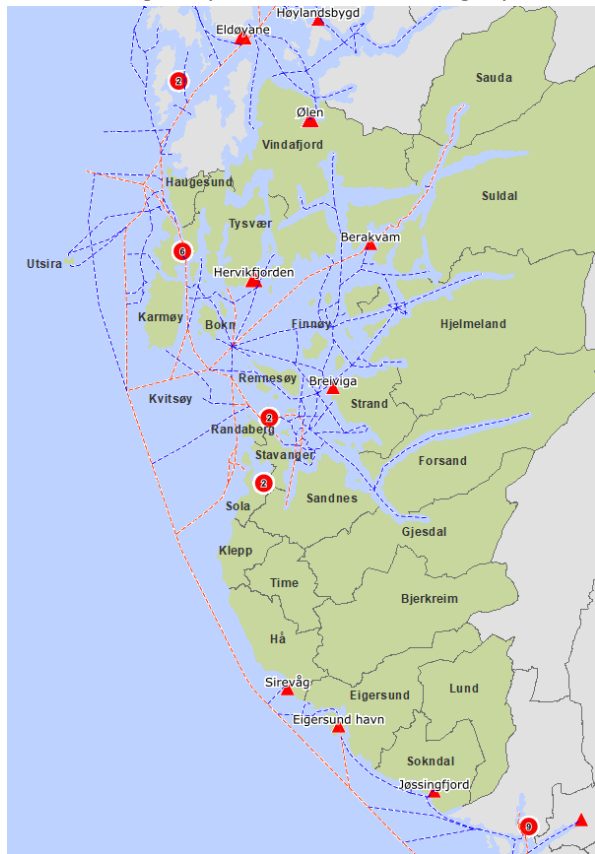 Høylandsbygd
Eldøyane
Sauda
2
Ølen
Vindafjord
Haugesund
Suldal
Tysvær
Berakvam
6
Utsira
Hervikfjorden
Karmøy
Bokn
Finnøy
Hjelmeland
Rennesøy
Breiviga
Kvitsøy
Strand
2
Randaberg
Stavanger
Forsand
2
Sandnes
Sola
Gjesdal
Klepp
Time
Bjerkreim
Hå
Sirevåg
Eigersund
Lund
Eigersund havn
Sokndal
Jøssingfjord
9